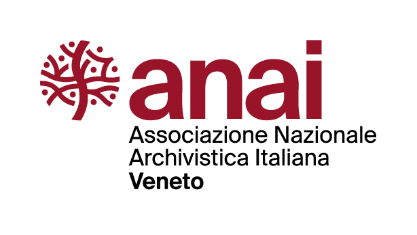 anai
Associazione Nazionale
Archivistica Italiana
Veneto